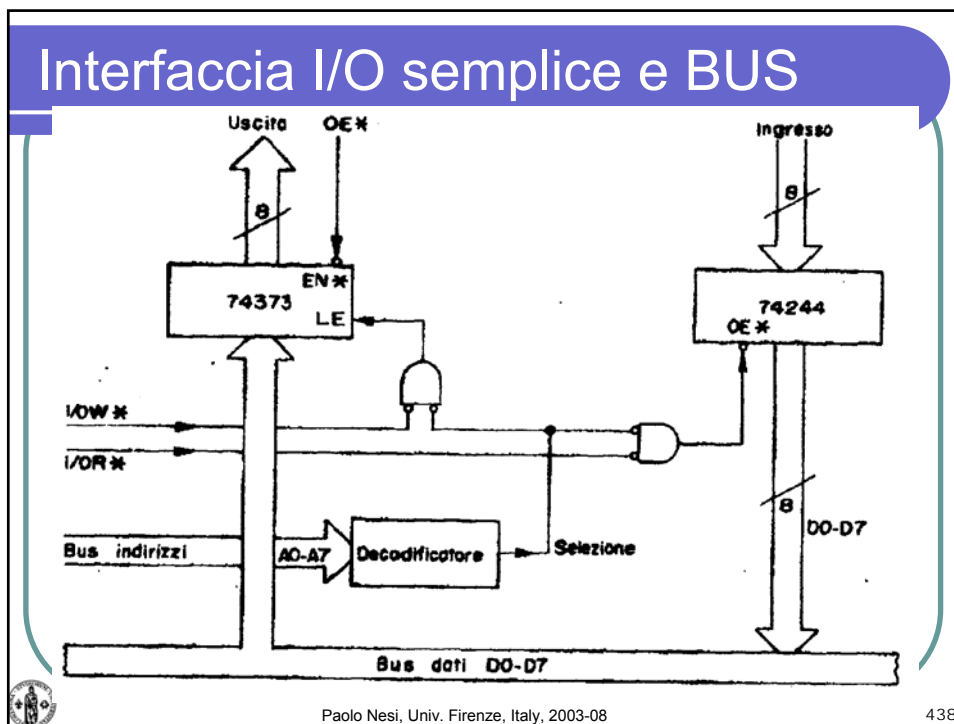 Interfaccia I/O semplice e BUS
Uscita OE* Ingresso
8
8
EN*
74373
LE
74244
OE*
I/OW*
I/OR*
8
D0-D7
Bus indirizzi
A0-A7
Decodificatore
Selezione
Bus dati D0-D7
Paolo Nesi, Univ. Firenze, Italy, 2003-08
438